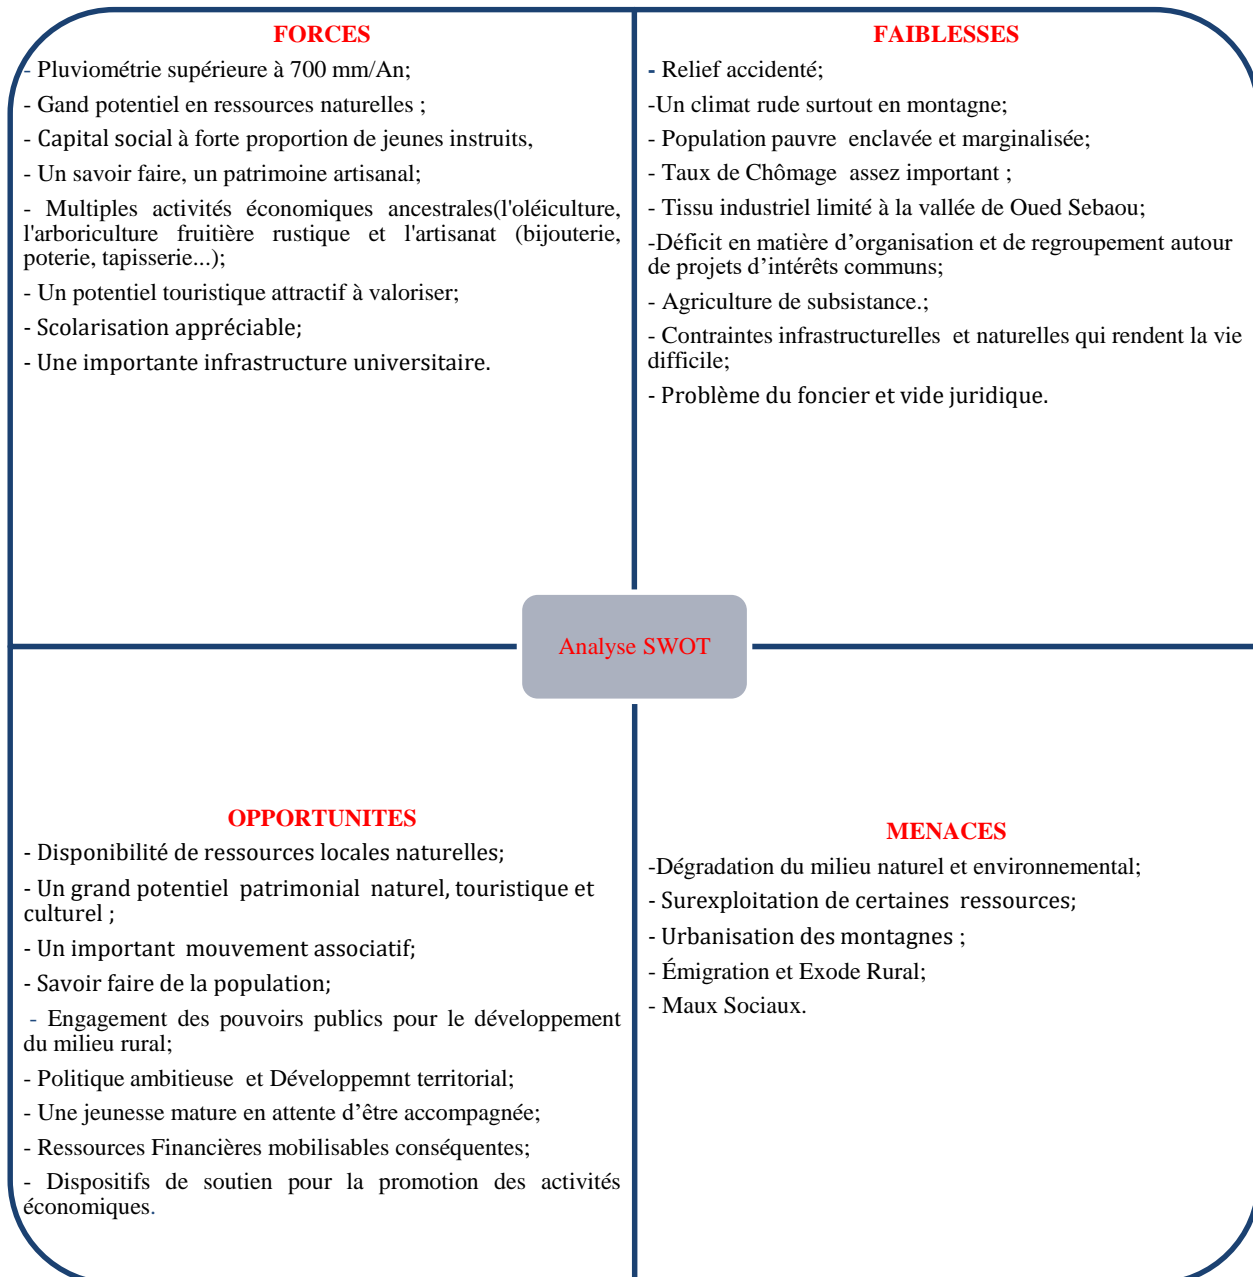 FORCES
- Pluviométrie supérieure à 700 mm/An;
- Gand potentiel en ressources naturelles ;
- Capital social à forte proportion de jeunes instruits,
- Un savoir faire, un patrimoine artisanal;
- Multiples activités économiques ancestrales(l'oléiculture,
l'arboriculture fruitière rustique et l'artisanat (bijouterie,
poterie, tapisserie...);
- Un potentiel touristique attractif à valoriser;
- Scolarisation appréciable;
- Une importante infrastructure universitaire.
FAIBLESSES
- Relief accidenté;
-Un climat rude surtout en montagne;
- Population pauvre enclavée et marginalisée;
- Taux de Chômage assez important ;
- Tissu industriel limité à la vallée de Oued Sebaou;
-Déficit en matière d’organisation et de regroupement autour
de projets d’intérêts communs;
- Agriculture de subsistance.;
- Contraintes infrastructurelles et naturelles qui rendent la vie
difficile;
- Problème du foncier et vide juridique.
Analyse SWOT
OPPORTUNITES
- Disponibilité de ressources locales naturelles;
- Un grand potentiel patrimonial naturel, touristique et
culturel ;
- Un important mouvement associatif;
- Savoir faire de la population;
- Engagement des pouvoirs publics pour le développement
du milieu rural;
- Politique ambitieuse et Développemnt territorial;
- Une jeunesse mature en attente d’être accompagnée;
- Ressources Financières mobilisables conséquentes;
- Dispositifs de soutien pour la promotion des activités
économiques.
MENACES
-Dégradation du milieu naturel et environnemental;
- Surexploitation de certaines ressources;
- Urbanisation des montagnes ;
- Émigration et Exode Rural;
- Maux Sociaux.